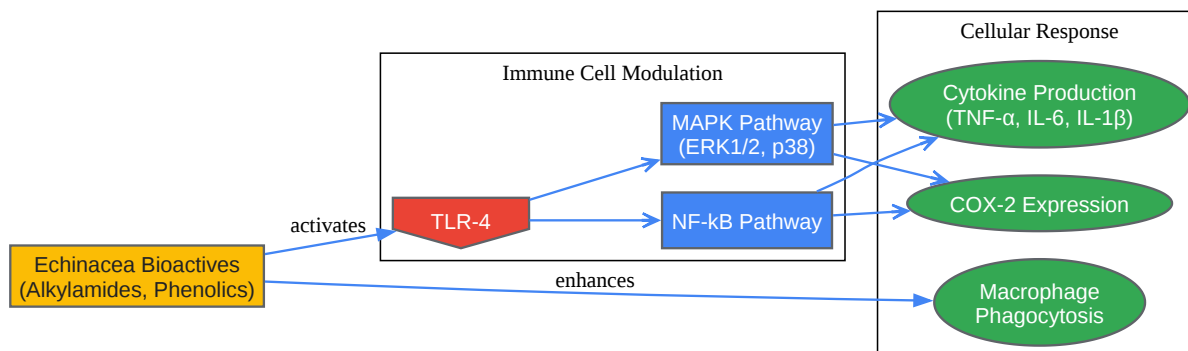 Cellular Response
Immune Cell Modulation
Cytokine Production
(TNF-α, IL-6, IL-1β)
MAPK Pathway
(ERK1/2, p38)
TLR-4
NF-kB Pathway
COX-2 Expression
activates
Echinacea Bioactives
(Alkylamides, Phenolics)
enhances
Macrophage
Phagocytosis